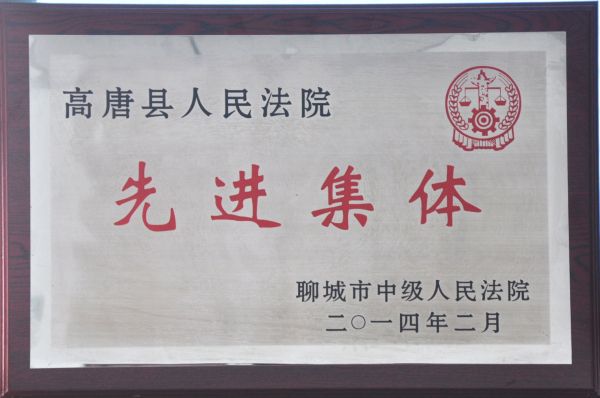 高唐县人民法院
先进集体
聊城市中级人民法院
二〇一四年二月